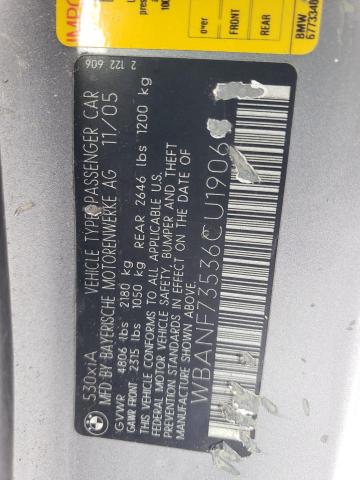 530xiA
VEHICLE TYPE: PASSENGER CAR
MFG BY: BAYERISCHE MOTORENWERKE AG 11/05
GVWR 4806 lbs 2180 kg
GAWR FRONT 2315 lbs 1050 kg REAR 2646 lbs 1200 kg
THIS VEHICLE CONFORMS TO ALL APPLICABLE U.S.
FEDERAL MOTOR VEHICLE SAFETY, BUMPER AND THEFT
PREVENTION STANDARDS IN EFFECT ON THE DATE OF
MANUFACTURE SHOWN ABOVE.
WBANF73536CU1906
2 122 606
FRONT
REAR
BMW